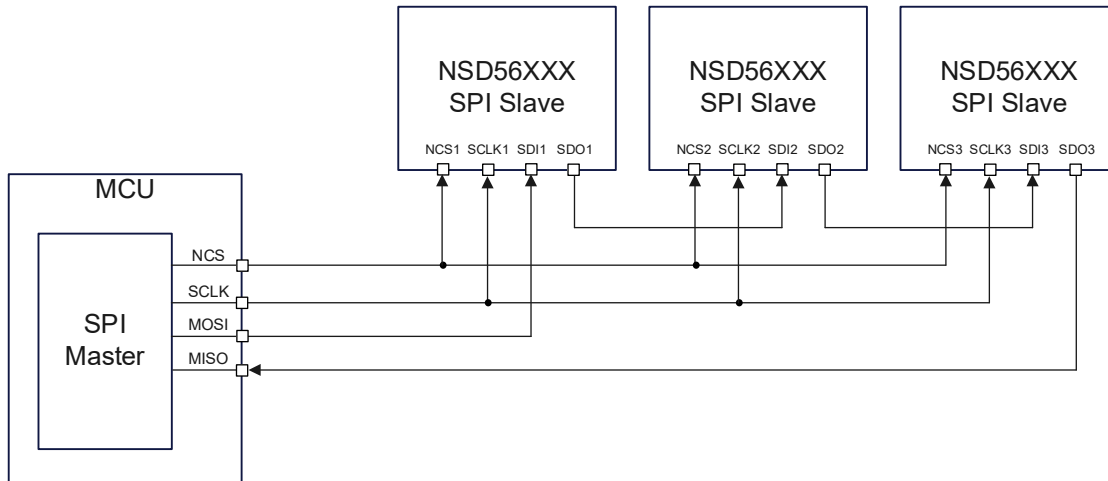 NSD56XXX
SPI Slave
NCS1 SCLK1 SDI1 SDO1
NSD56XXX
SPI Slave
NCS2 SCLK2 SDI2 SDO2
NSD56XXX
SPI Slave
NCS3 SCLK3 SDI3 SDO3
MCU
SPI
Master
NCS
SCLK
MOSI
MISO